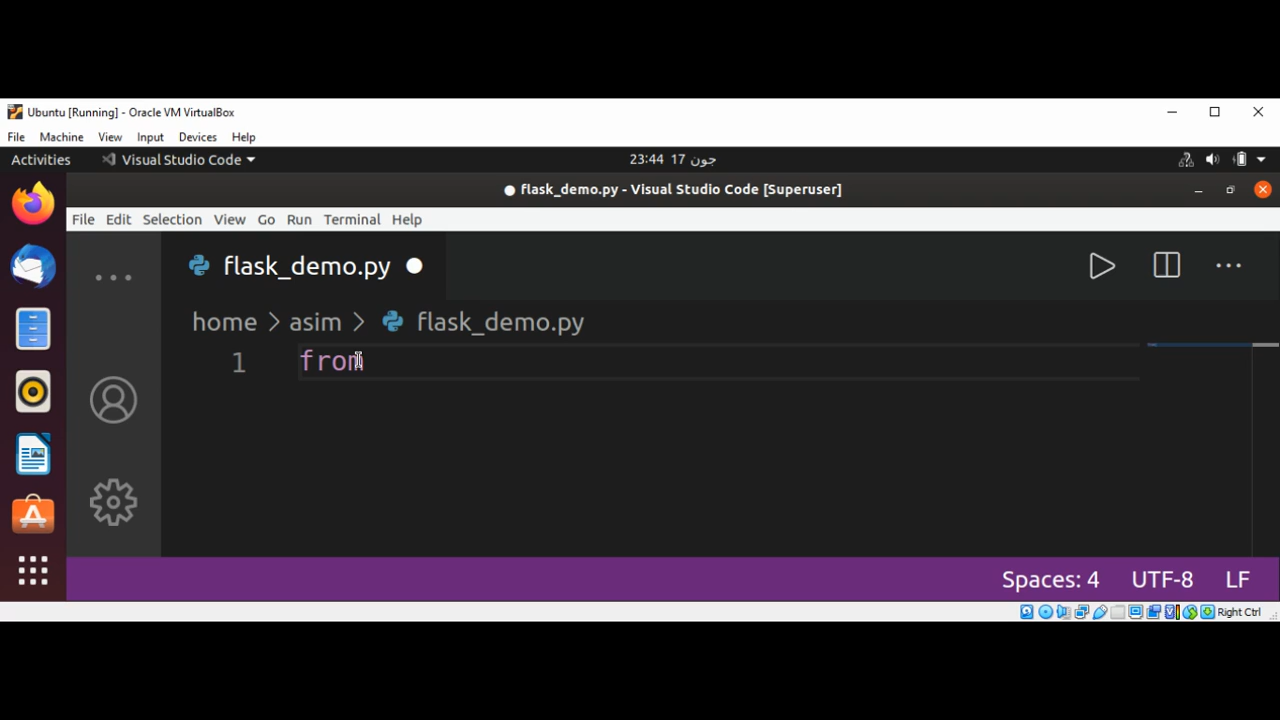 Ubuntu [Running] - Oracle VM VirtualBox
File Machine View Input Devices Help
Activities Visual Studio Code 23:44 17 جون
● flask_demo.py - Visual Studio Code [Superuser]
File Edit Selection View Go Run Terminal Help
flask_demo.py
home > asim > flask_demo.py
1 from
Spaces: 4 UTF-8 LF
Right Ctrl